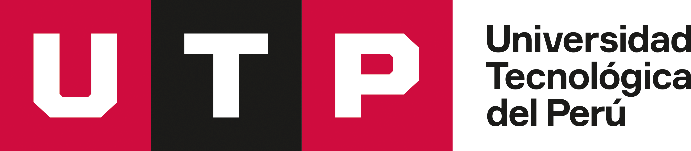 UTP
Universidad
Tecnológica
del Perú